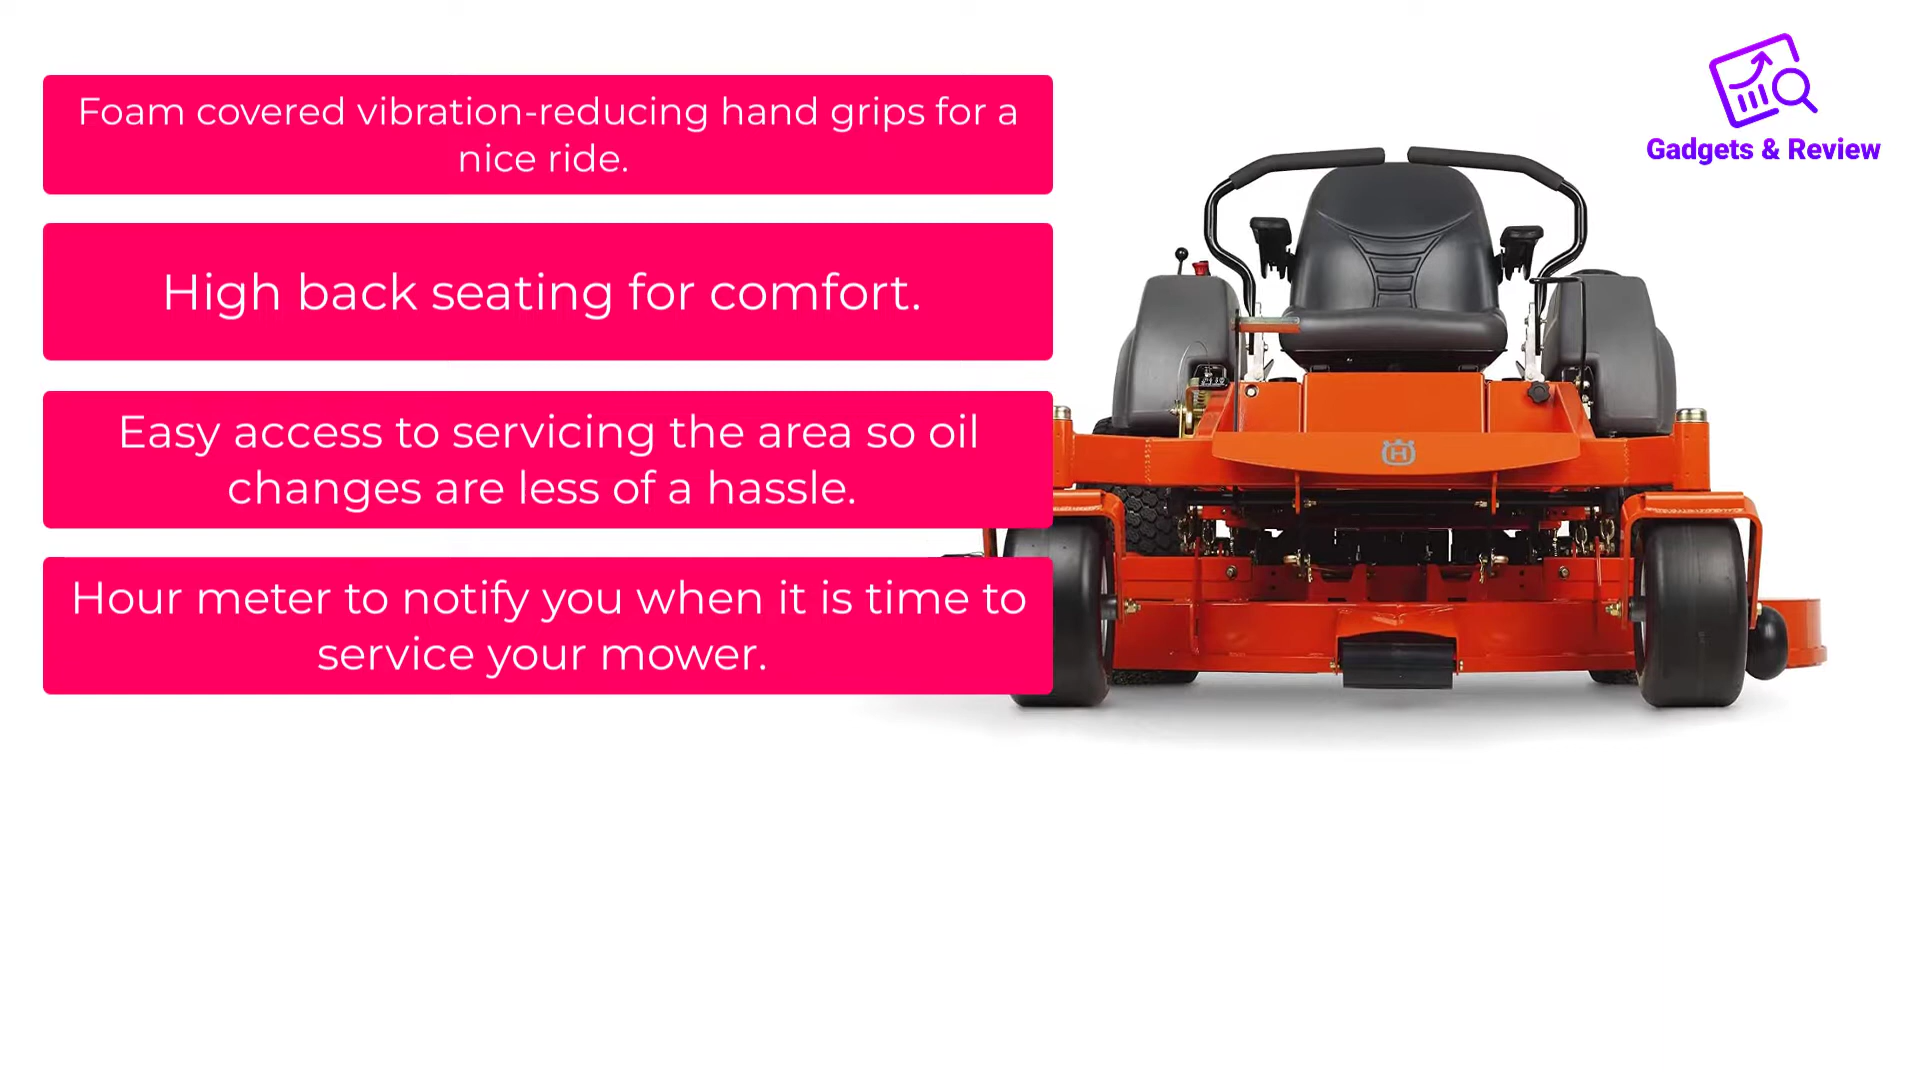 Foam covered vibration-reducing hand grips for a
nice ride.
High back seating for comfort.
Easy access to servicing the area so oil
changes are less of a hassle.
Hour meter to notify you when it is time to
service your mower.
Gadgets & Review
H